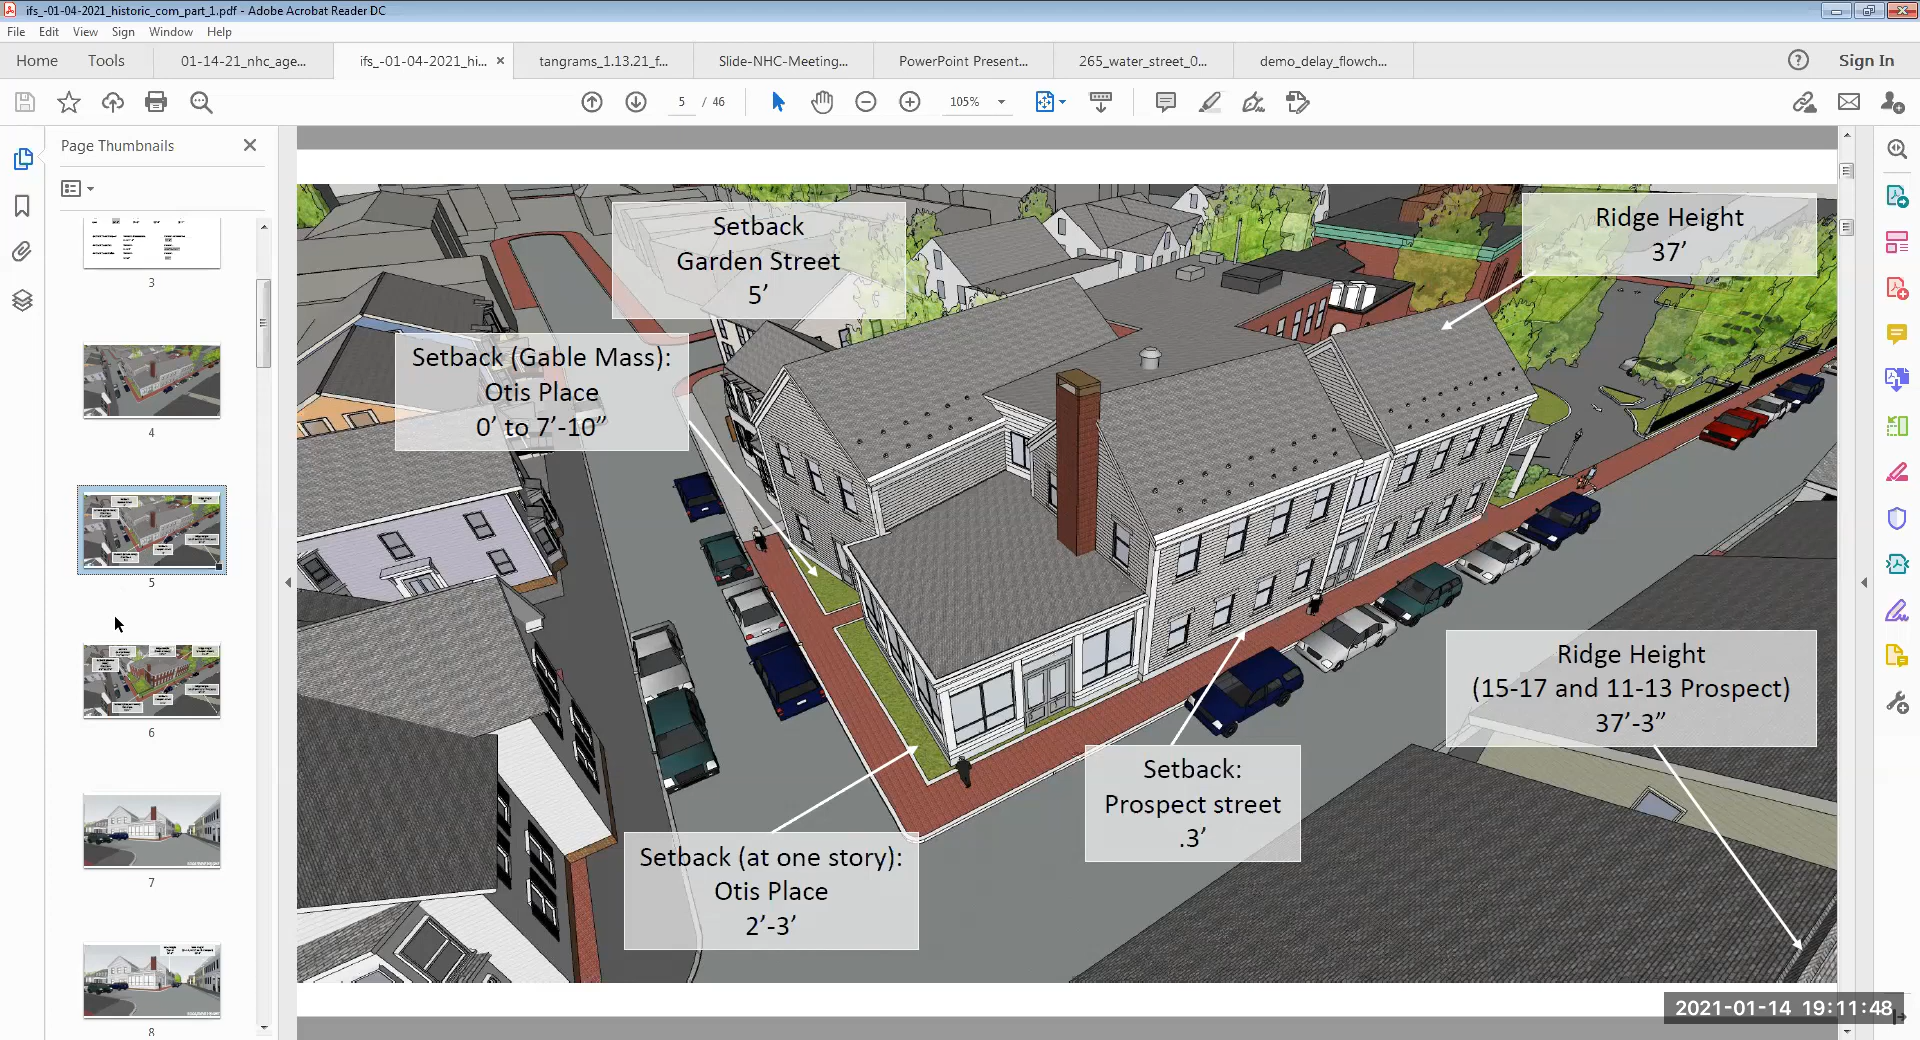 ifs_-01-04-2021_historic_com_part_1.pdf - Adobe Acrobat Reader DC
File Edit View Sign Window Help
Home Tools 01-14-21_nhc_age... ifs_-01-04-2021_hi... × tangrams_1.13.21_f... Slide-NHC-Meeting... PowerPoint Present... 265_water_street_0... demo_delay_flowch... Sign In
5 / 46 105%
Page Thumbnails
3
4
5
6
7
8
Setback
Garden Street
5’
Ridge Height
37’
Setback (Gable Mass):
Otis Place
0’ to 7’-10”
Ridge Height
(15-17 and 11-13 Prospect)
37’-3”
Setback:
Prospect street
.3’
Setback (at one story):
Otis Place
2’-3’
2021-01-14 19:11:48